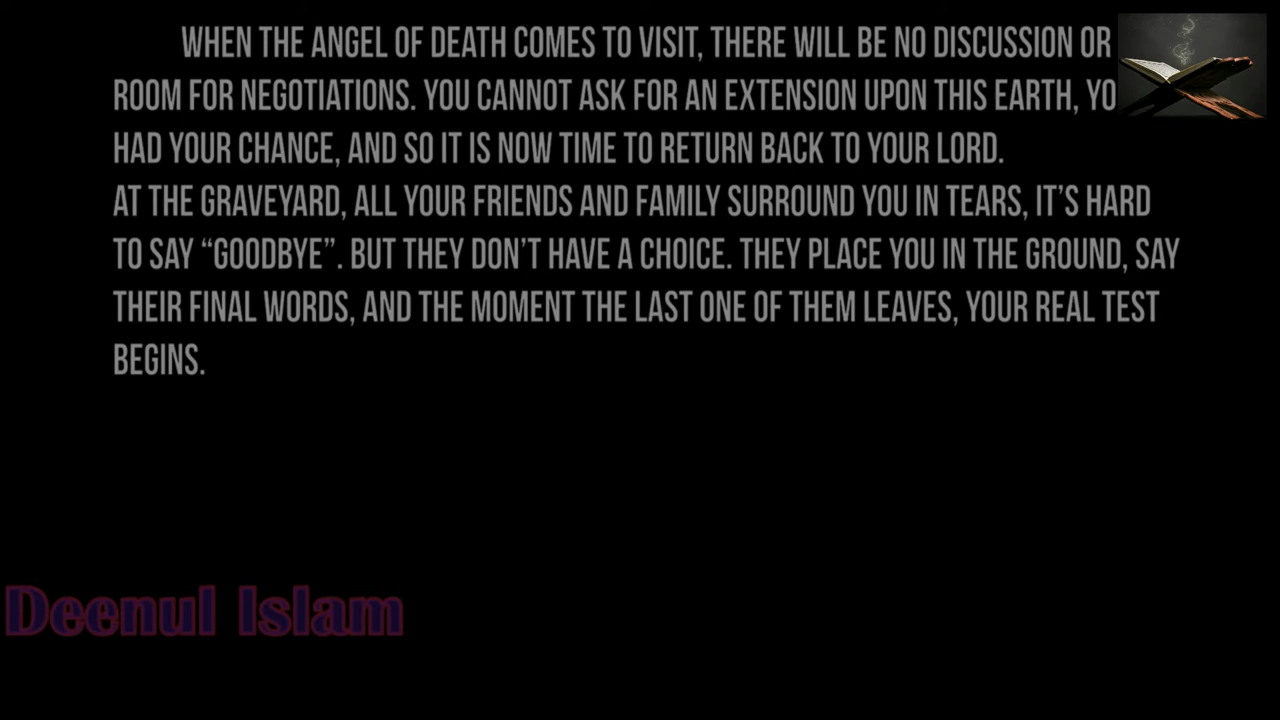 WHEN THE ANGEL OF DEATH COMES TO VISIT, THERE WILL BE NO DISCUSSION OR
ROOM FOR NEGOTIATIONS. YOU CANNOT ASK FOR AN EXTENSION UPON THIS EARTH, YO
HAD YOUR CHANCE, AND SO IT IS NOW TIME TO RETURN BACK TO YOUR LORD.
AT THE GRAVEYARD, ALL YOUR FRIENDS AND FAMILY SURROUND YOU IN TEARS, IT’S HARD
TO SAY “GOODBYE”. BUT THEY DON’T HAVE A CHOICE. THEY PLACE YOU IN THE GROUND, SAY
THEIR FINAL WORDS, AND THE MOMENT THE LAST ONE OF THEM LEAVES, YOUR REAL TEST
BEGINS.
Deenul Islam